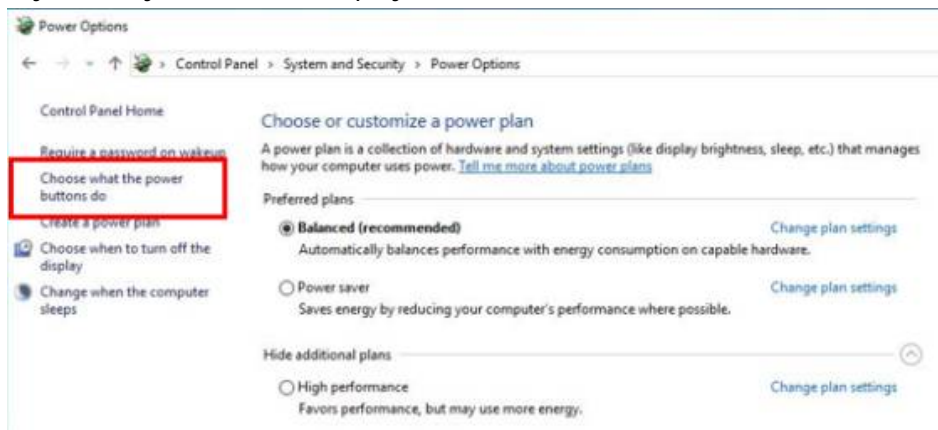 Power Options
Control Panel > System and Security > Power Options
Control Panel Home
Require a password on wakeup
Choose what the power
buttons do
Create a power plan
Choose when to turn off the
display
Change when the computer
sleeps
Choose or customize a power plan
A power plan is a collection of hardware and system settings (like display brightness, sleep, etc.) that manages
how your computer uses power. Tell me more about power plans
Preferred plans
Balanced (recommended) Change plan settings
Automatically balances performance with energy consumption on capable hardware.
Power saver Change plan settings
Saves energy by reducing your computer's performance where possible.
Hide additional plans
High performance Change plan settings
Favors performance, but may use more energy.